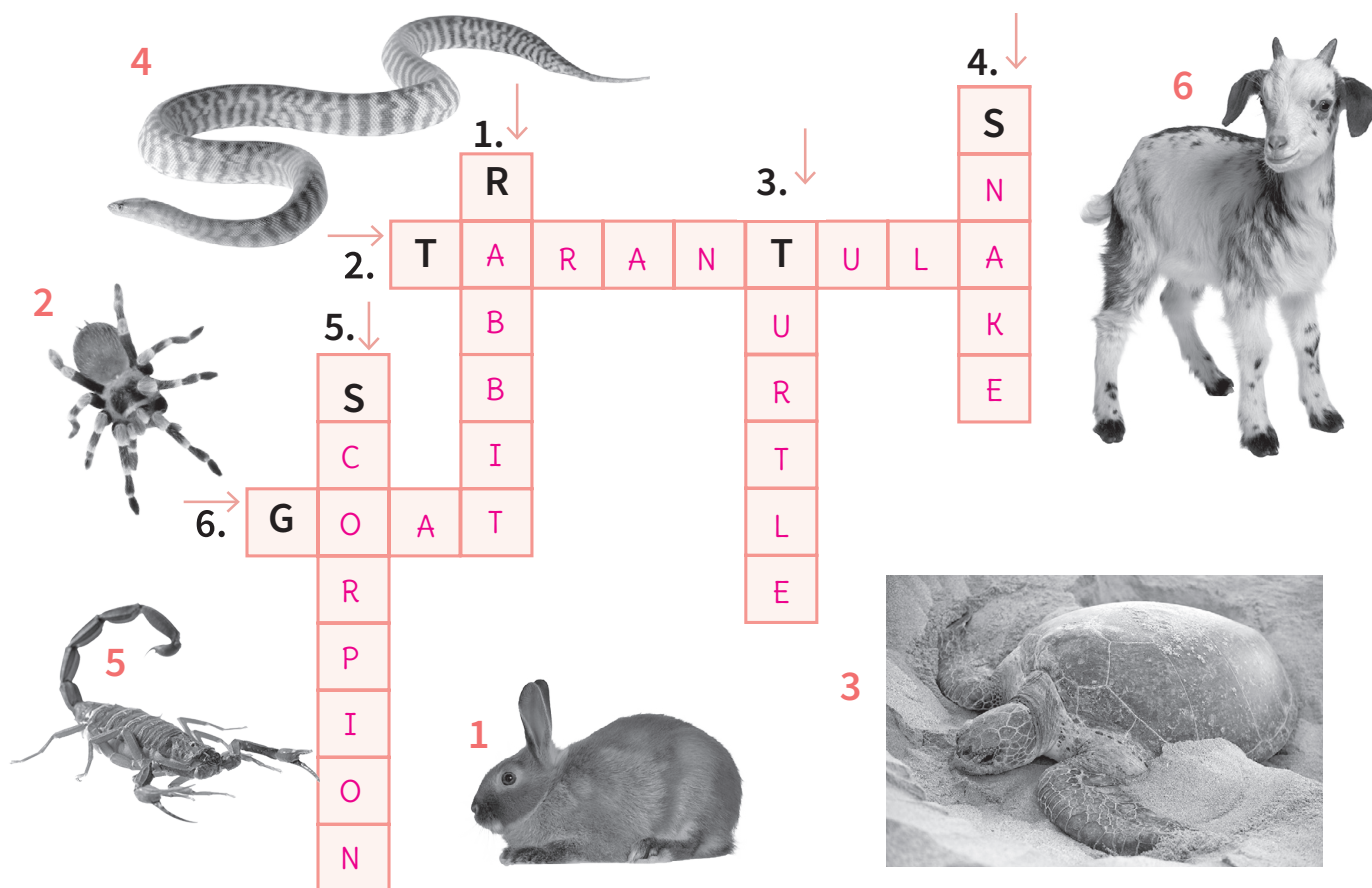 4 4. 6
1. S
R 3. N
2. T A R A N T U L A
2 5. B U K
S B R E
C I T
6. G O A T L
R E
5 P 3
I 1
O
N